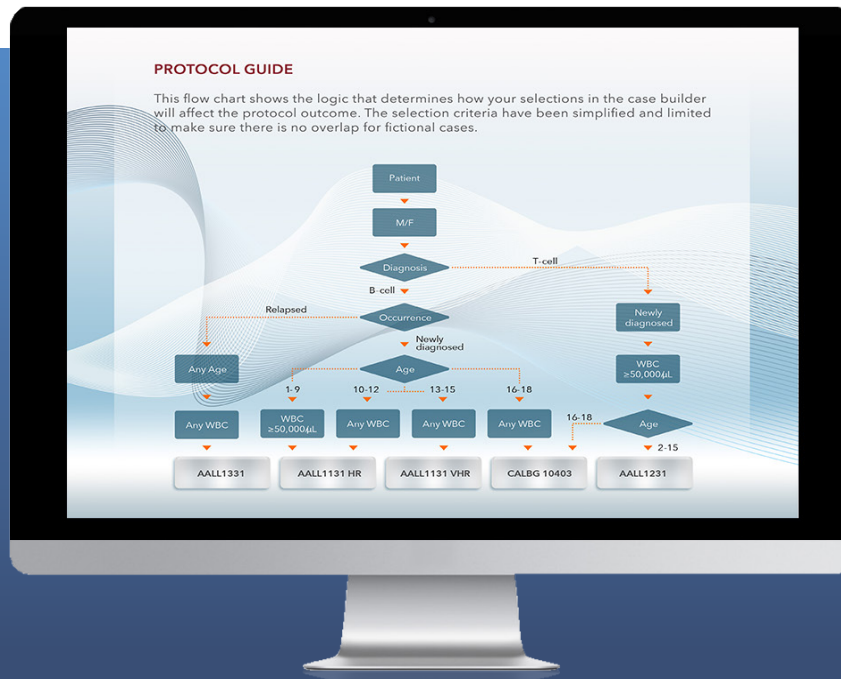 PROTOCOL GUIDE
This flow chart shows the logic that determines how your selections in the case builder
will affect the protocol outcome. The selection criteria have been simplified and limited
to make sure there is no overlap for fictional cases.
Patient
M/F
Diagnosis
T-cell
B-cell
Relapsed
Occurrence
Newly
diagnosed
Newly
diagnosed
Any Age
Age
WBC
≥50,000/µL
1-9
10-12
13-15
16-18
Any WBC
WBC
≥50,000/µL
Any WBC
Any WBC
Any WBC
16-18
Age
2-15
AALL1331
AALL1131 HR
AALL1131 VHR
CALBG 10403
AALL1231